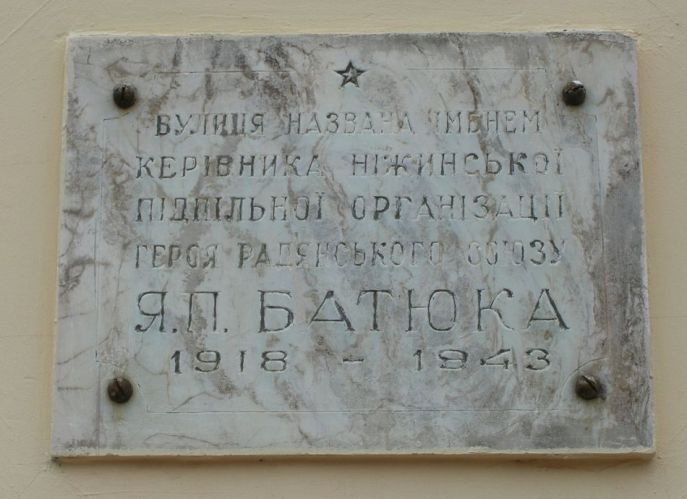 ВУЛИЦЯ НАЗВАНА ІМЕНЕМ
КЕРІВНИКА НІЖИНСЬКОЇ
ПІДПІЛЬНОЇ ОРГАНІЗАЦІЇ
ГЕРОЯ РАДЯНСЬКОГО СОЮЗУ
Я.П. БАТЮКА
1918 - 1943